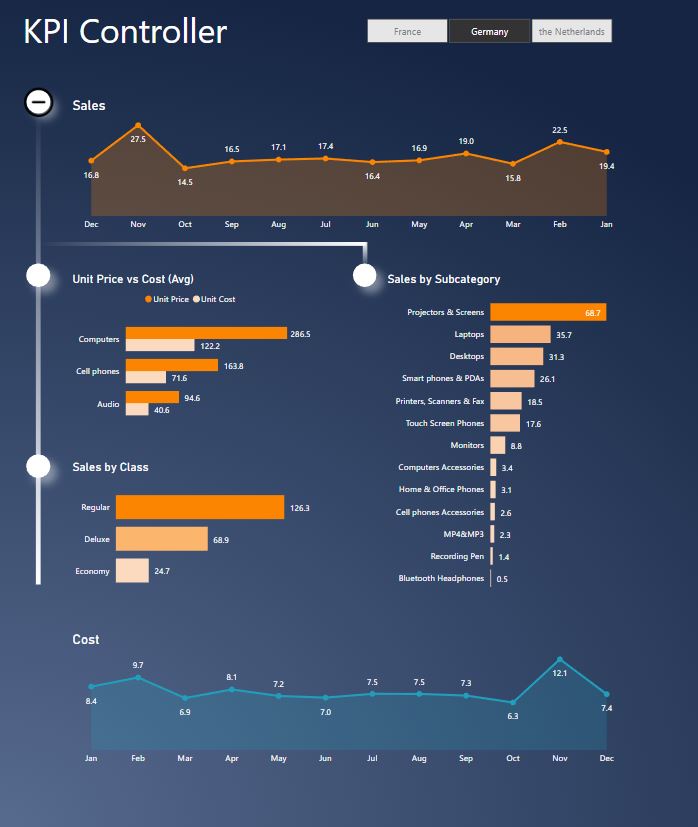 KPI Controller
France Germany the Netherlands
Sales
16.8 27.5 14.5 16.5 17.1 17.4 16.4 16.9 19.0 15.8 22.5 19.4
Dec Nov Oct Sep Aug Jul Jun May Apr Mar Feb Jan
Unit Price vs Cost (Avg)
Unit Price Unit Cost
Computers 286.5
122.2
Cell phones 163.8
71.6
Audio 94.6
40.6
Sales by Class
Regular 126.3
Deluxe 68.9
Economy 24.7
Sales by Subcategory
Projectors & Screens 68.7
Laptops 35.7
Desktops 31.3
Smart phones & PDAs 26.1
Printers, Scanners & Fax 18.5
Touch Screen Phones 17.6
Monitors 8.8
Computers Accessories 3.4
Home & Office Phones 3.1
Cell phones Accessories 2.6
MP4&MP3 2.3
Recording Pen 1.4
Bluetooth Headphones 0.5
Cost
8.4 9.7 6.9 8.1 7.2 7.0 7.5 7.5 7.3 6.3 12.1 7.4
Jan Feb Mar Apr May Jun Jul Aug Sep Oct Nov Dec